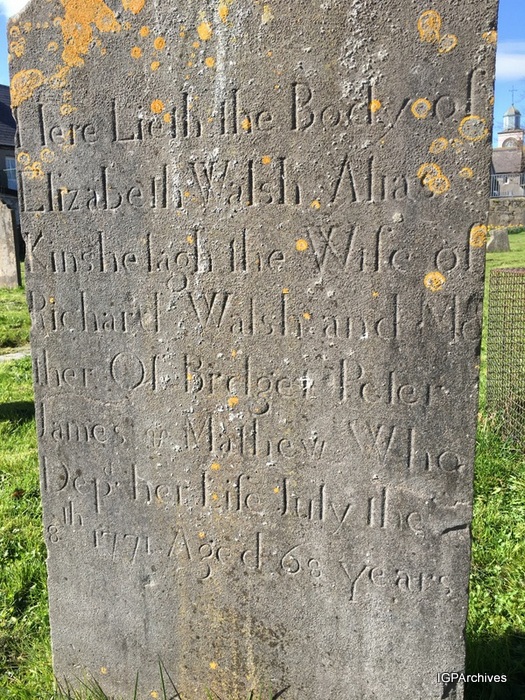 Here Lieth the Body of
Elizabeth Walsh Alias
Kinshelagh the Wife of
Richard Walsh and Mo
ther Of Bridget Peter
James & Mathew Who
Dep.d her Life July the
8th 1771 Aged 68 years
IGPArchives